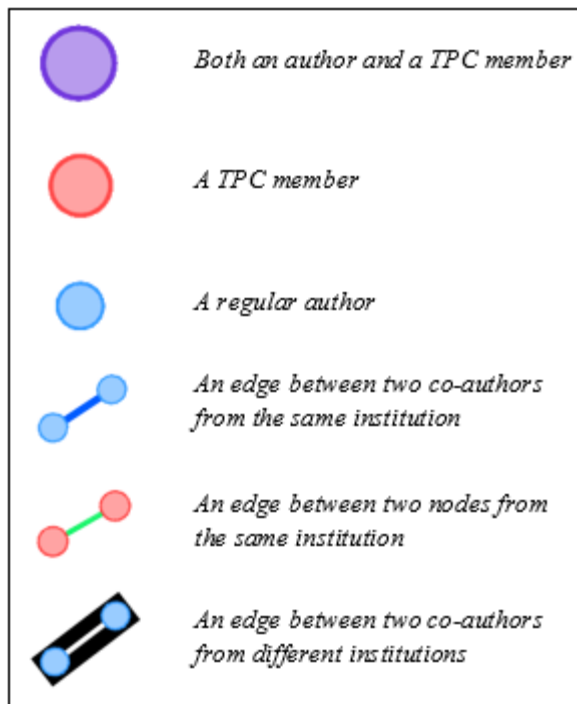 Both an author and a TPC member
A TPC member
A regular author
An edge between two co-authors
from the same institution
An edge between two nodes from
the same institution
An edge between two co-authors
from different institutions